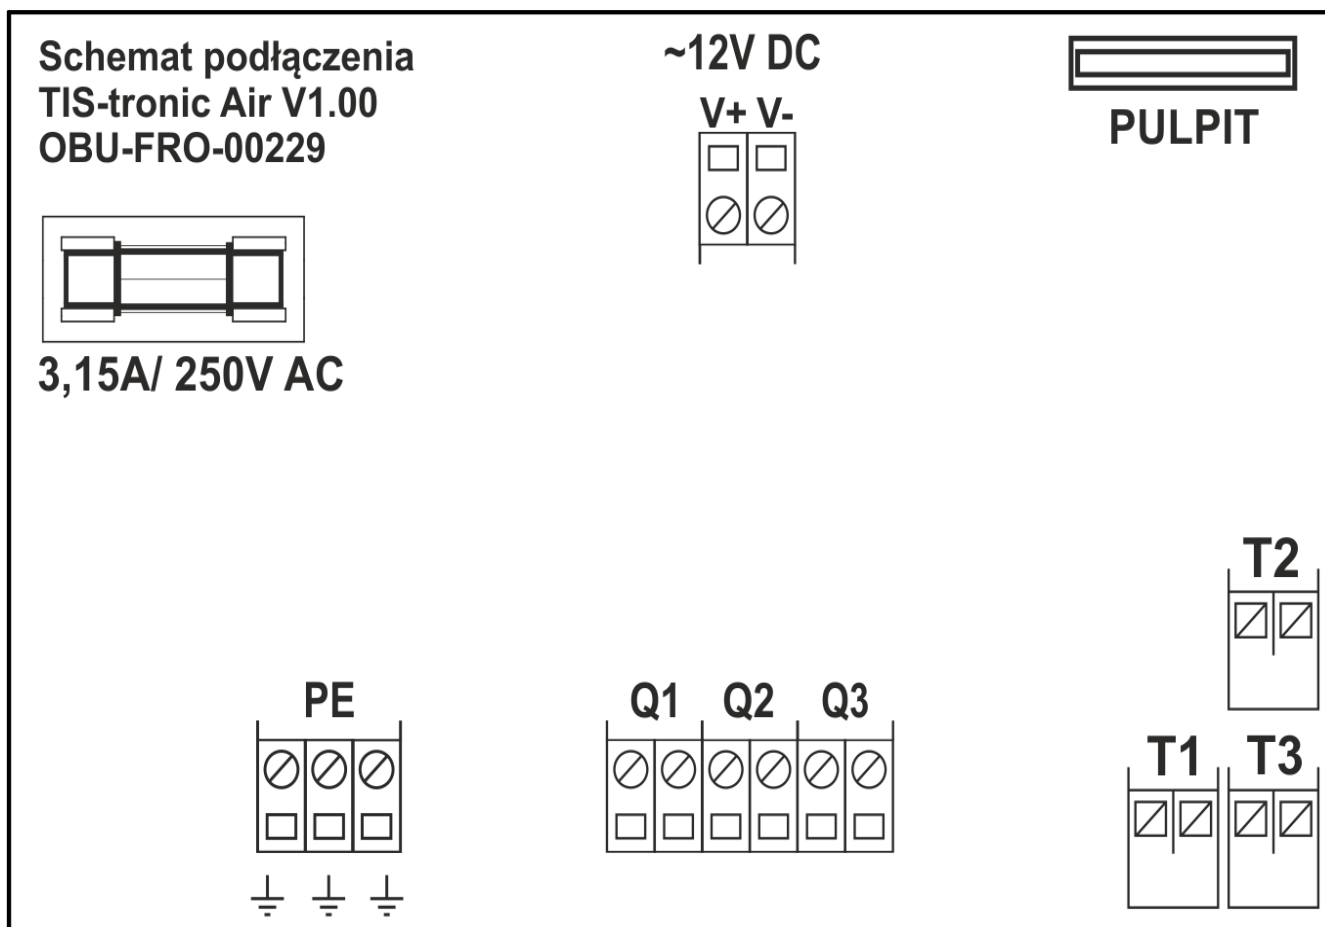 Schemat podłączenia
TIS-tronic Air V1.00
OBU-FRO-00229
~12V DC
V+ V-
PULPIT
3,15A/ 250V AC
T2
PE
Q1 Q2 Q3
T1 T3